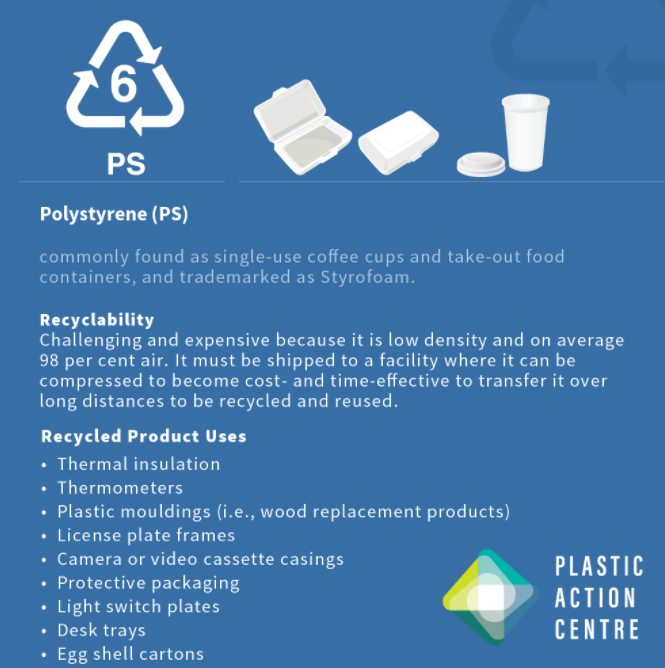 6
PS
Polystyrene (PS)
commonly found as single-use coffee cups and take-out food
containers, and trademarked as Styrofoam.
Recyclability
Challenging and expensive because it is low density and on average
98 per cent air. It must be shipped to a facility where it can be
compressed to become cost- and time-effective to transfer it over
long distances to be recycled and reused.
Recycled Product Uses
• Thermal insulation
• Thermometers
• Plastic mouldings (i.e., wood replacement products)
• License plate frames
• Camera or video cassette casings
• Protective packaging
• Light switch plates
• Desk trays
• Egg shell cartons
PLASTIC
ACTION
CENTRE